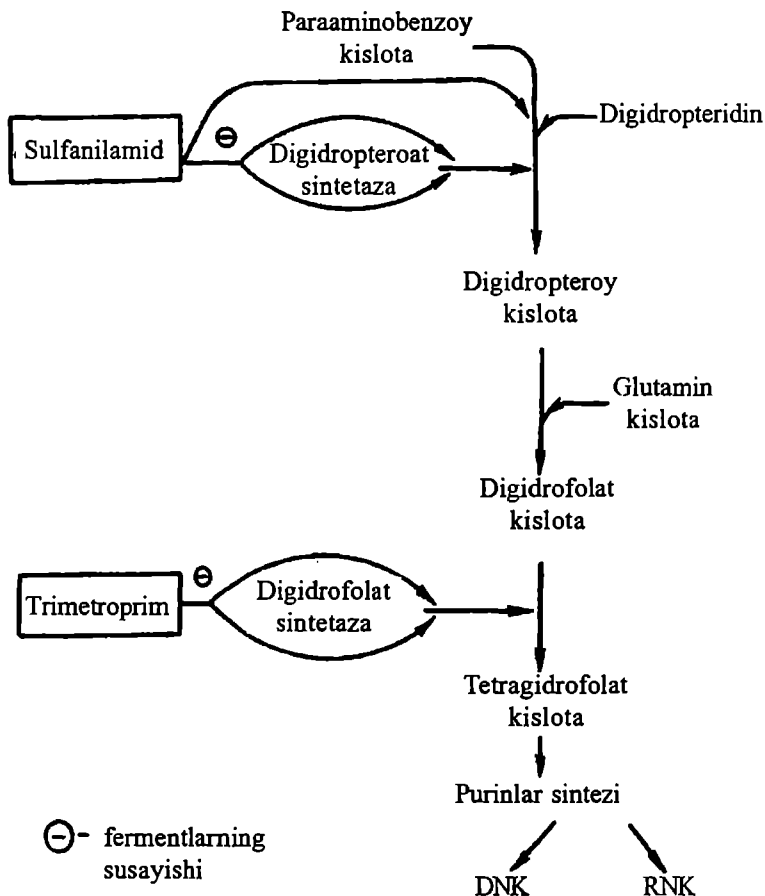 Paraaminobenzoy
kislota
Digidropteridin
Sulfanilamid
⊖
Digidropteroat
sintetaza
Digidropteroy
kislota
Glutamin
kislota
Digidrofolat
kislota
Trimetroprim
⊖
Digidrofolat
sintetaza
Tetragidrofolat
kislota
Purinlar sintezi
⊖- fermentlarning
susayishi
DNK
RNK